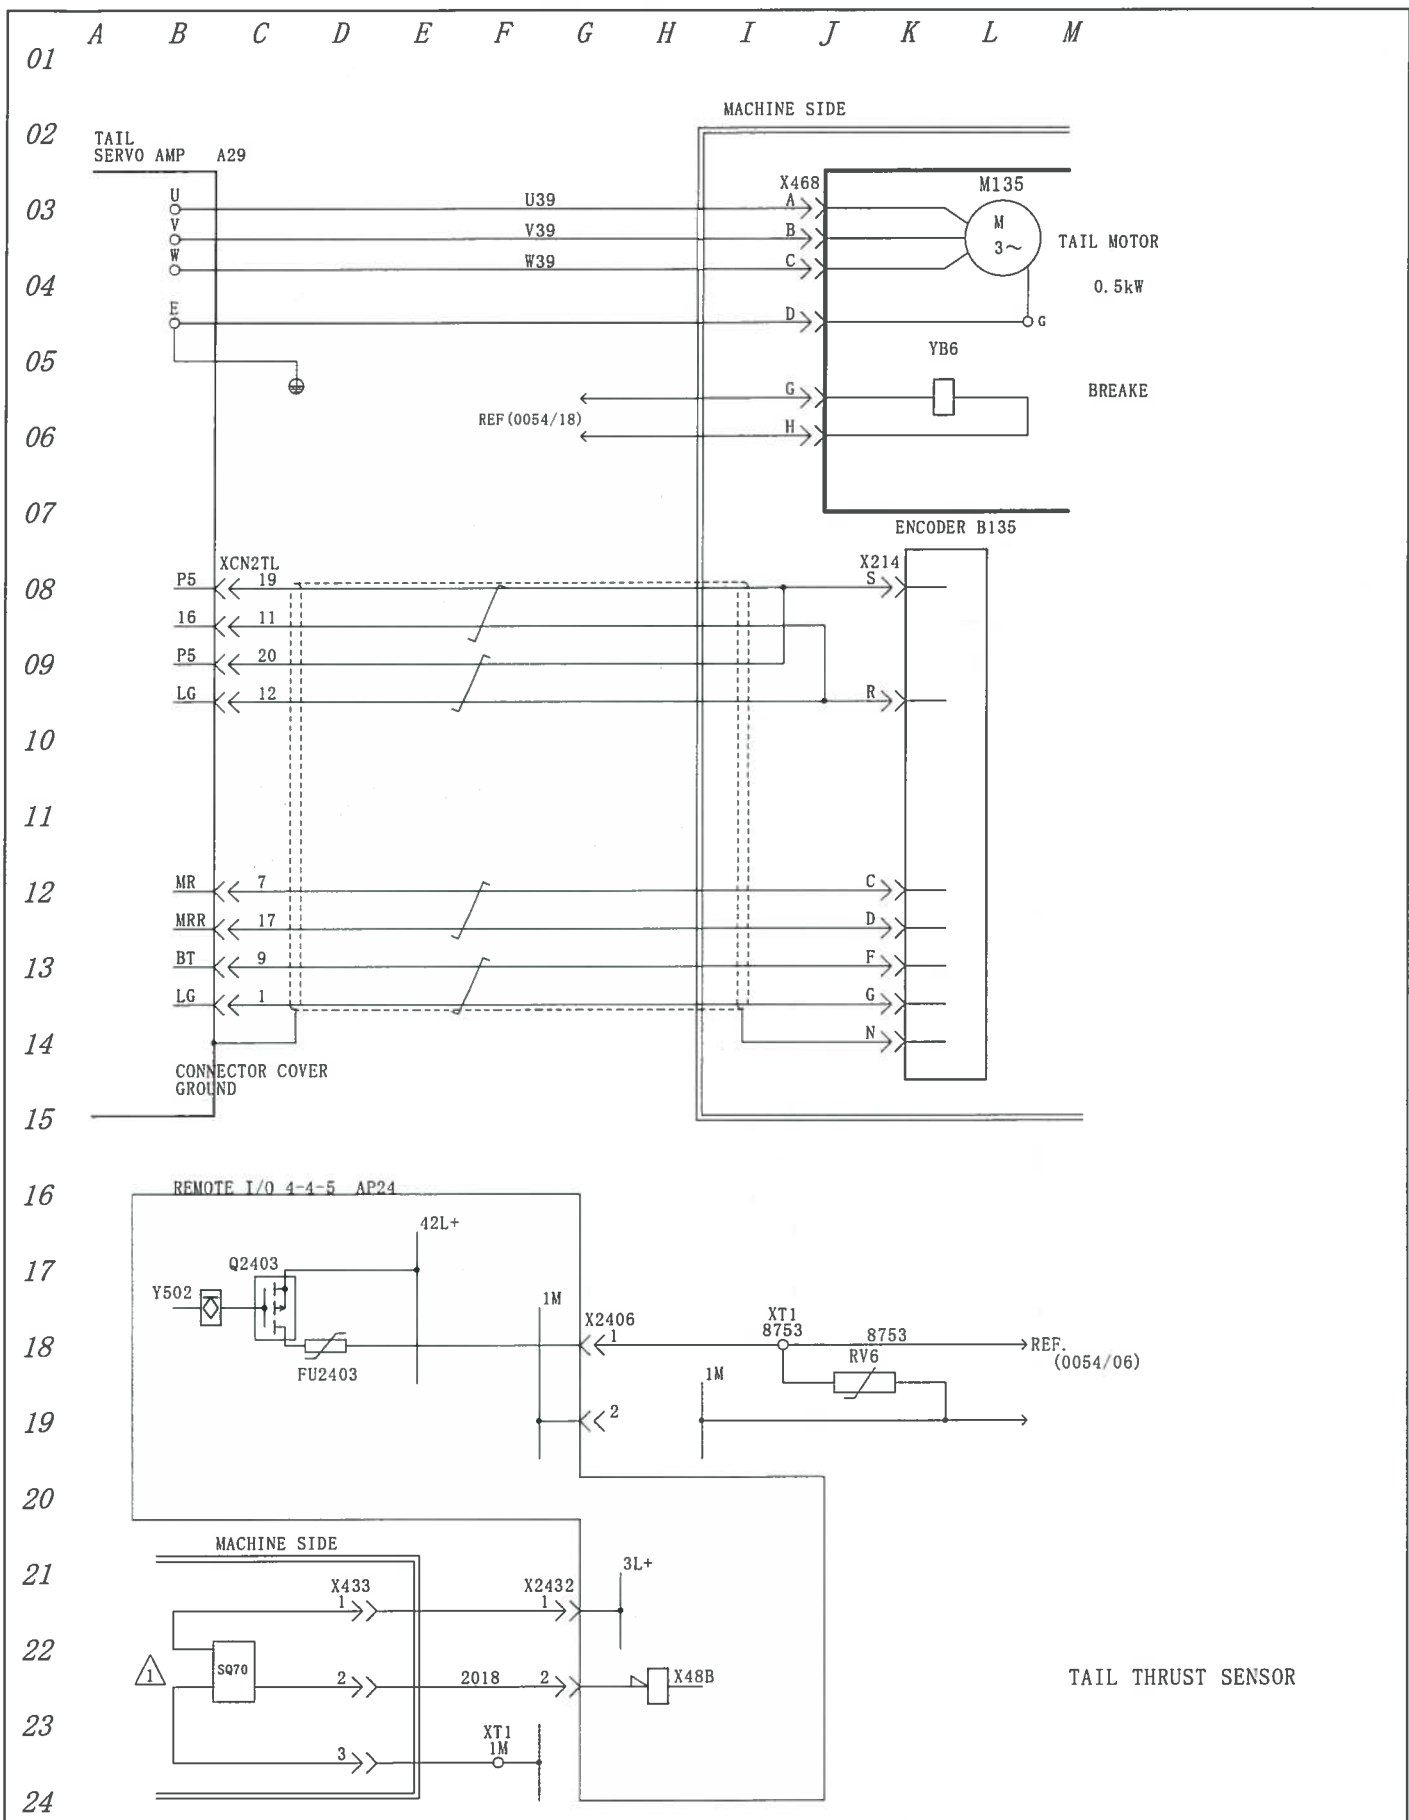 A B C D E F G H I J K L M
01
MACHINE SIDE
02
TAIL
SERVO AMP A29
X468
M135
U
U39
A
03
V
V39
B
M
3~
TAIL MOTOR
W
W39
C
04
0.5kW
E
D
G
05
YB6
G
BREAKE
REF(0054/18)
06
H
07
ENCODER B135
XCN2TL
X214
08
P5
19
S
16
11
09
P5
20
LG
12
R
10
11
12
MR
7
C
MRR
17
D
13
BT
9
F
LG
1
G
14
N
CONNECTOR COVER
GROUND
15
16
REMOTE I/O 4-4-5 AP24
42L+
17
Q2403
Y502
1M
X2406
XT1
18
1
8753
8753
REF.
(0054/06)
FU2403
RV6
1M
19
2
20
MACHINE SIDE
21
3L+
X433
X2432
1
1
22
1
SQ70
2
2018
2
X48B
TAIL THRUST SENSOR
23
XT1
1M
3
24